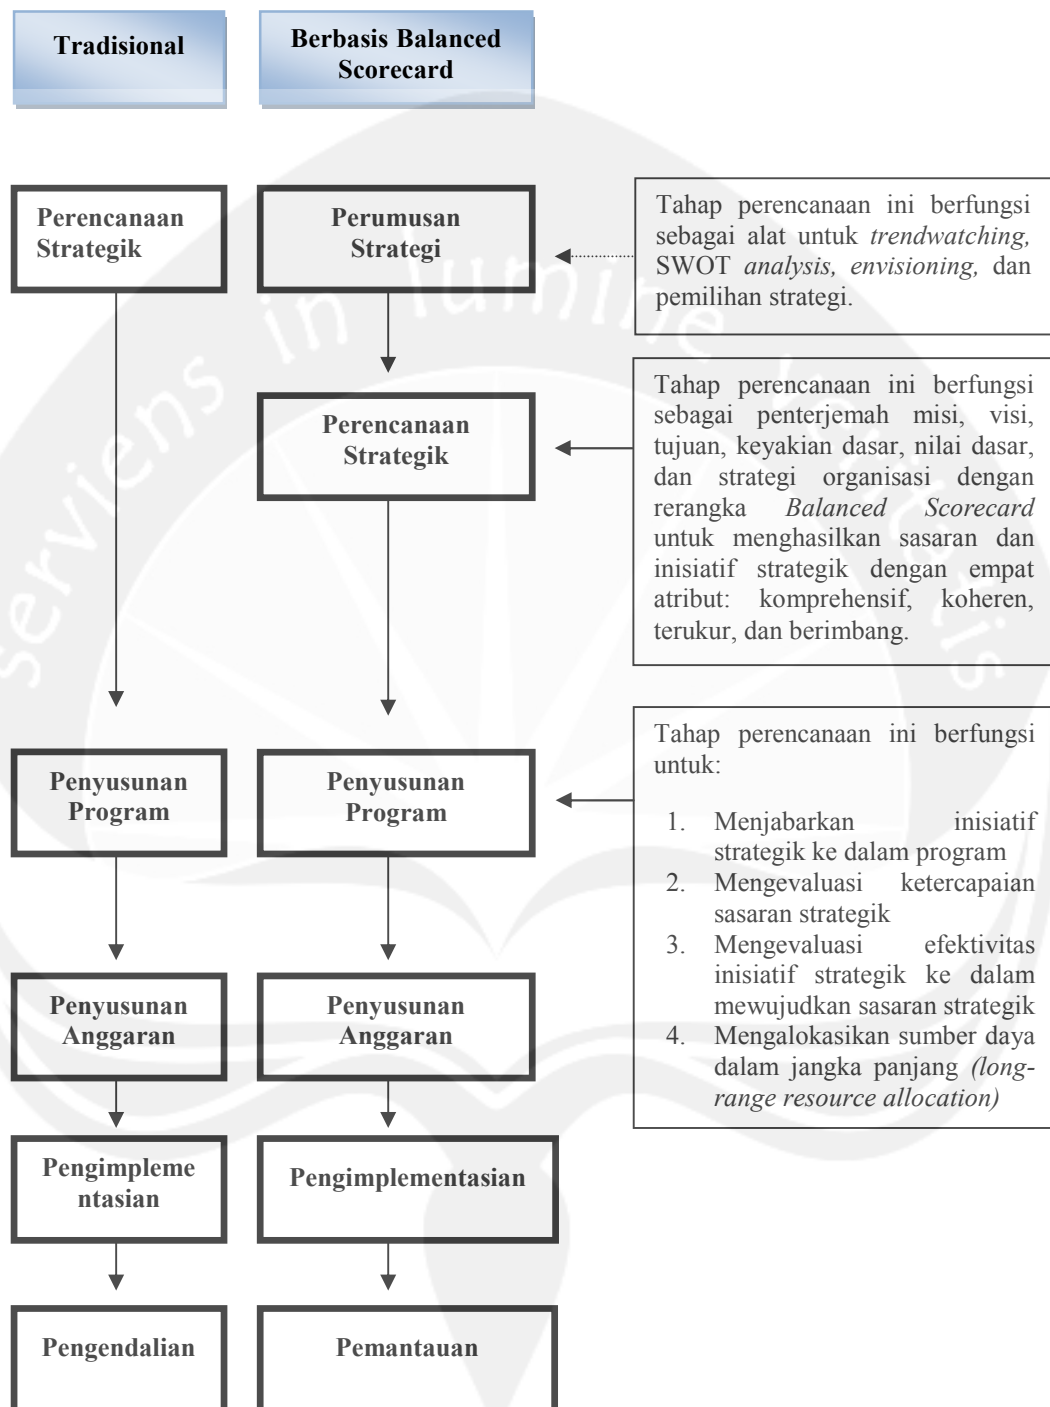 Tradisional
Berbasis Balanced
Scorecard
Perencanaan
Strategik
Perumusan
Strategi
Tahap perencanaan ini berfungsi
sebagai alat untuk trendwatching,
SWOT analysis, envisioning, dan
pemilihan strategi.
Perencanaan
Strategik
Tahap perencanaan ini berfungsi
sebagai penterjemah misi, visi,
tujuan, keyakian dasar, nilai dasar,
dan strategi organisasi dengan
rerangka Balanced Scorecard
untuk menghasilkan sasaran dan
inisiatif strategik dengan empat
atribut: komprehensif, koheren,
terukur, dan berimbang.
Penyusunan
Program
Penyusunan
Program
Tahap perencanaan ini berfungsi
untuk:
1. Menjabarkan inisiatif
strategik ke dalam program
2. Mengevaluasi ketercapaian
sasaran strategik
3. Mengevaluasi efektivitas
inisiatif strategik ke dalam
mewujudkan sasaran strategik
4. Mengalokasikan sumber daya
dalam jangka panjang (long-
range resource allocation)
Penyusunan
Anggaran
Penyusunan
Anggaran
Pengimpleme
ntasian
Pengimplementasian
Pengendalian
Pemantauan
serviens in lumine veritatis